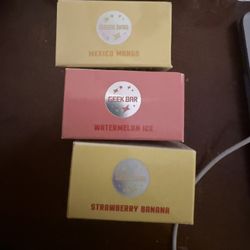 MEXICO MANGO
GEEK BAR
WATERMELON ICE
STRAWBERRY BANANA